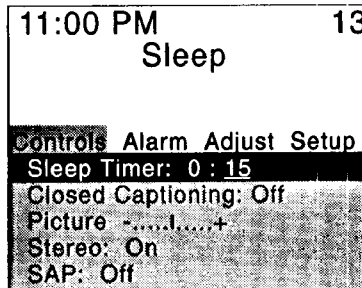 11:00 PM 13
Sleep
Controls Alarm Adjust Setup
Sleep Timer: 0 : 15
Closed Captioning: Off
Picture -.....I.....+
Stereo: On
SAP: Off